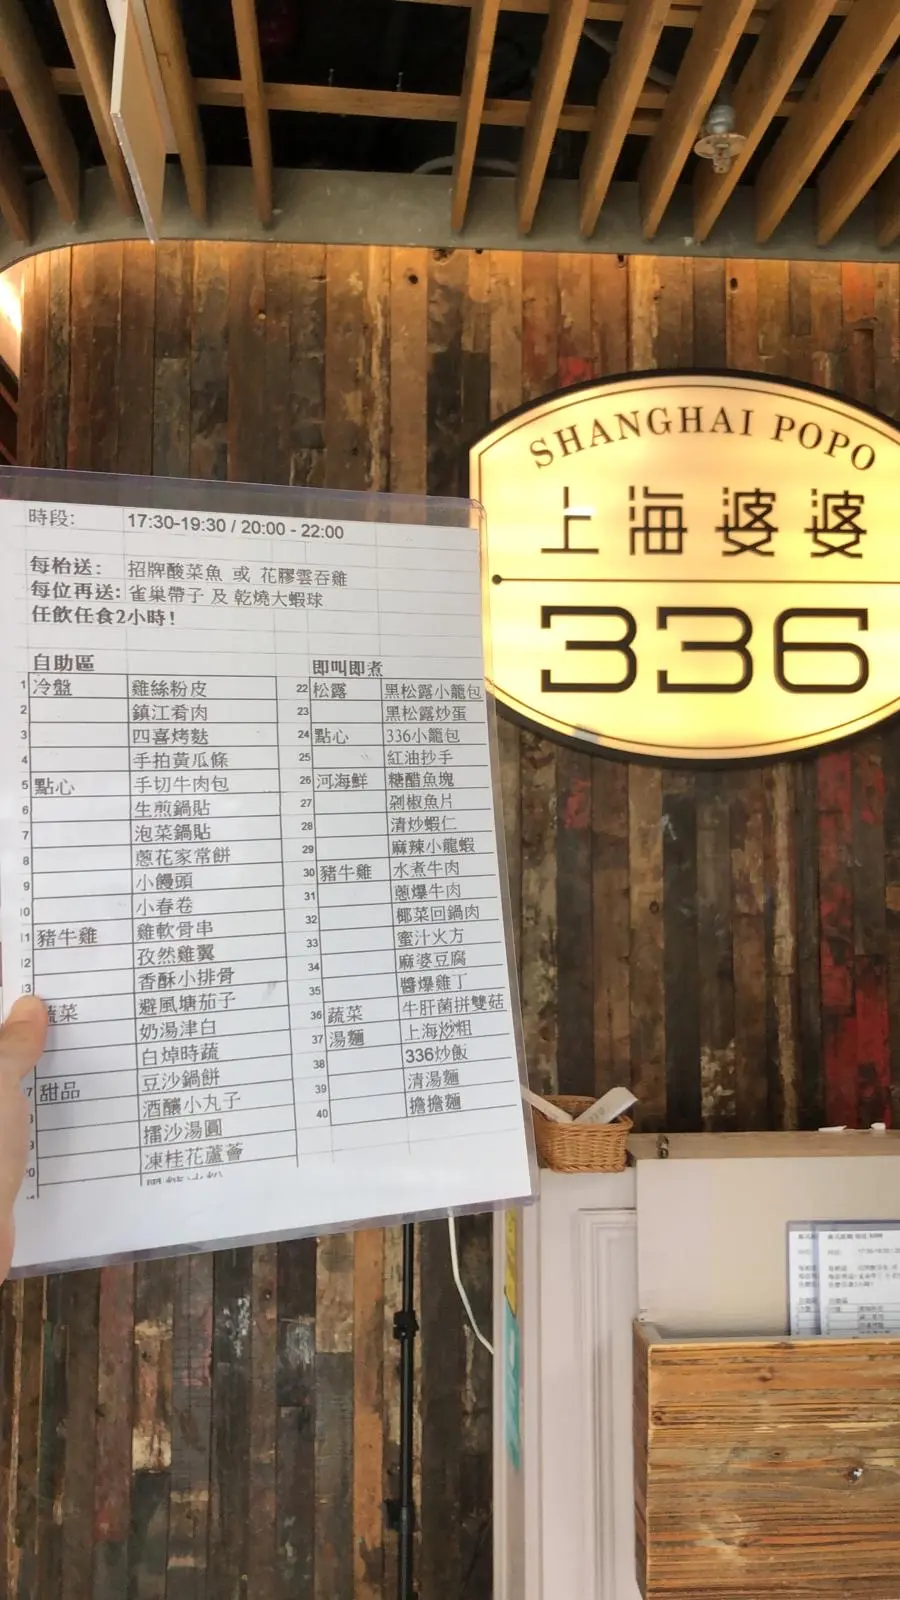 SHANGHAI POPO
上海婆婆
336
時段: 17:30-19:30 / 20:00 - 22:00
每枱送: 招牌酸菜魚 或 花膠雲吞雞
每位再送: 雀巢帶子 及 乾燒大蝦球
任飲任食2小時!
自助區
1 冷盤 雞絲粉皮
2 鎮江肴肉
3 四喜烤麩
4 手拍黃瓜條
5 點心 手切牛肉包
6 生煎鍋貼
7 泡菜鍋貼
8 蔥花家常餅
9 小饅頭
10 小春卷
11 豬牛雞 雞軟骨串
12 孜然雞翼
13 香酥小排骨
蔬菜 避風塘茄子
奶湯津白
白焯時蔬
7 甜品 豆沙鍋餅
酒釀小丸子
9 擂沙湯圓
20 凍桂花蘆薈
即叫即煮
22 松露 黑松露小籠包
23 黑松露炒蛋
24 點心 336小籠包
25 紅油抄手
26 河海鮮 糖醋魚塊
27 剁椒魚片
28 清炒蝦仁
29 麻辣小龍蝦
30 豬牛雞 水煮牛肉
31 蔥爆牛肉
32 椰菜回鍋肉
33 蜜汁火方
34 麻婆豆腐
35 醬爆雞丁
36 蔬菜 牛肝菌拼雙菇
37 湯麵 上海炒粗
38 336炒飯
39 清湯麵
40 擔擔麵